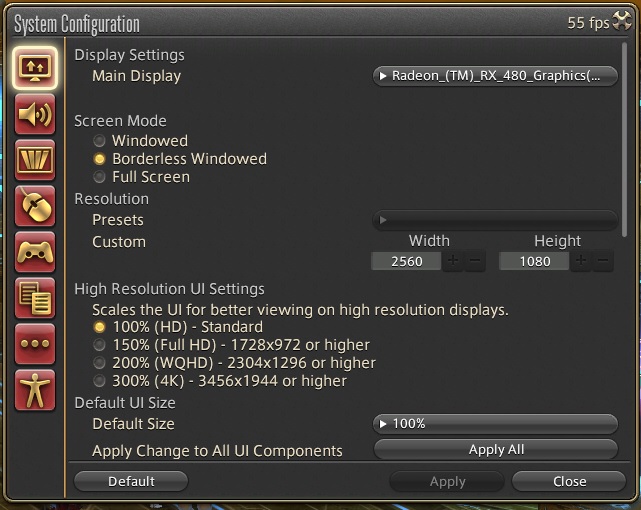 System Configuration
55 fps
Display Settings
Main Display
Radeon_(TM)_RX_480_Graphics(...
Screen Mode
Windowed
Borderless Windowed
Full Screen
Resolution
Presets
Custom
Width Height
2560 + - 1080 + -
High Resolution UI Settings
Scales the UI for better viewing on high resolution displays.
100% (HD) - Standard
150% (Full HD) - 1728x972 or higher
200% (WQHD) - 2304x1296 or higher
300% (4K) - 3456x1944 or higher
Default UI Size
Default Size 100%
Apply Change to All UI Components Apply All
Default Apply Close